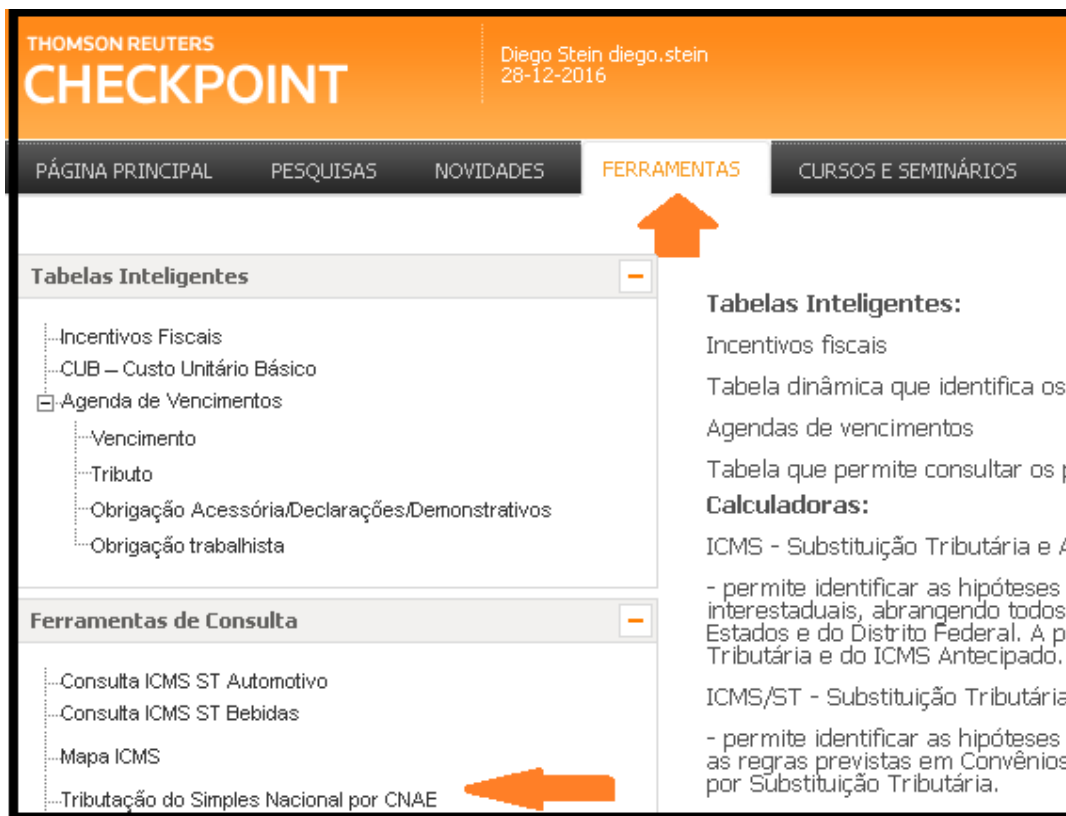 THOMSON REUTERS
CHECKPOINT
Diego Stein diego.stein
28-12-2016
PÁGINA PRINCIPAL PESQUISAS NOVIDADES FERRAMENTAS CURSOS E SEMINÁRIOS
Tabelas Inteligentes
Incentivos Fiscais
CUB – Custo Unitário Básico
Agenda de Vencimentos
Vencimento
Tributo
Obrigação Acessória/Declarações/Demonstrativos
Obrigação trabalhista
Ferramentas de Consulta
Consulta ICMS ST Automotivo
Consulta ICMS ST Bebidas
Mapa ICMS
Tributação do Simples Nacional por CNAE
Tabelas Inteligentes:
Incentivos fiscais
Tabela dinâmica que identifica os
Agendas de vencimentos
Tabela que permite consultar os
Calculadoras:
ICMS - Substituição Tributária e
- permite identificar as hipóteses
interestaduais, abrangendo todos
Estados e do Distrito Federal. A
Tributária e do ICMS Antecipado.
ICMS/ST - Substituição Tributária
- permite identificar as hipóteses
as regras previstas em Convênios
por Substituição Tributária.